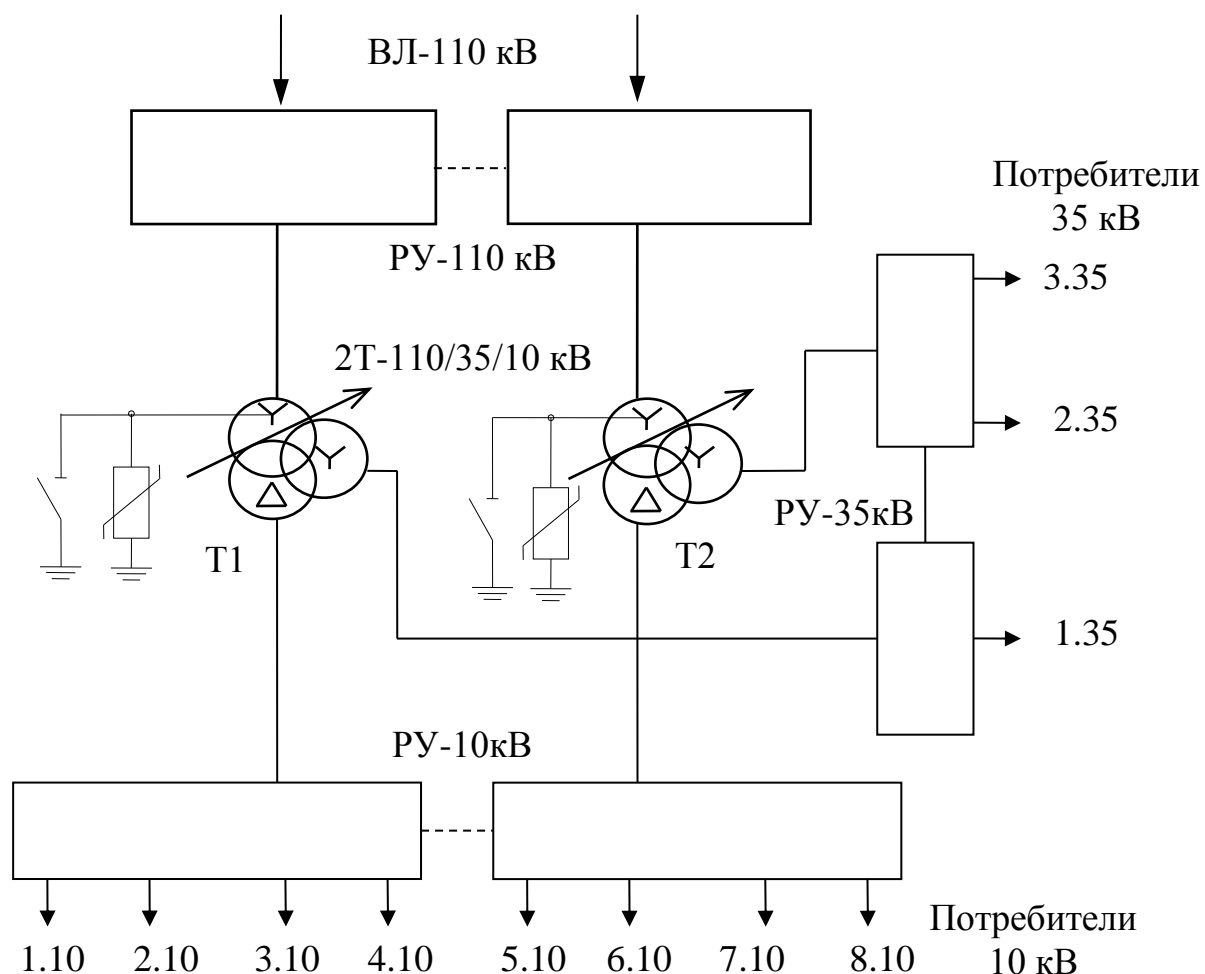 ВЛ-110 кВ
Потребители
35 кВ
РУ-110 кВ
3.35
2Т-110/35/10 кВ
2.35
РУ-35кВ
Т1
Т2
1.35
РУ-10кВ
1.10 2.10 3.10 4.10 5.10 6.10 7.10 8.10
Потребители
10 кВ